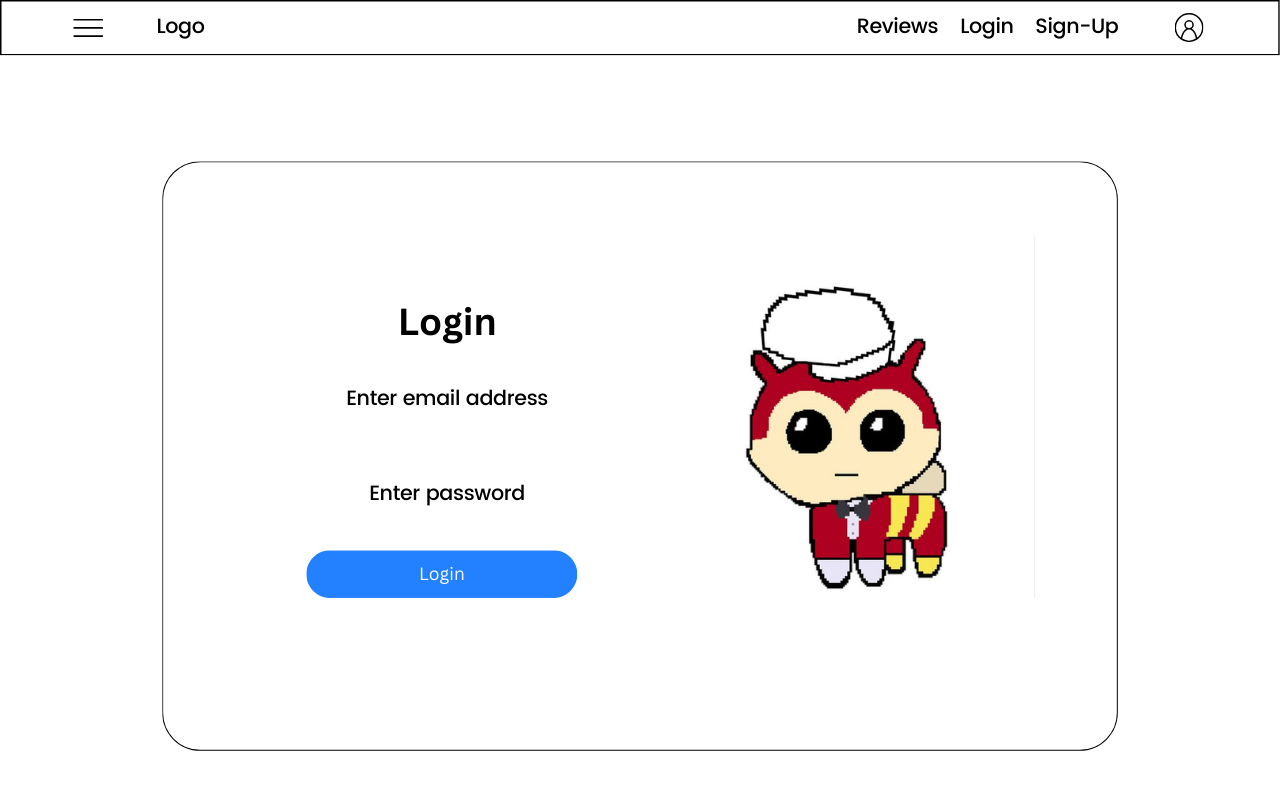 Logo
Reviews Login Sign-Up
Login
Enter email address
Enter password
Login